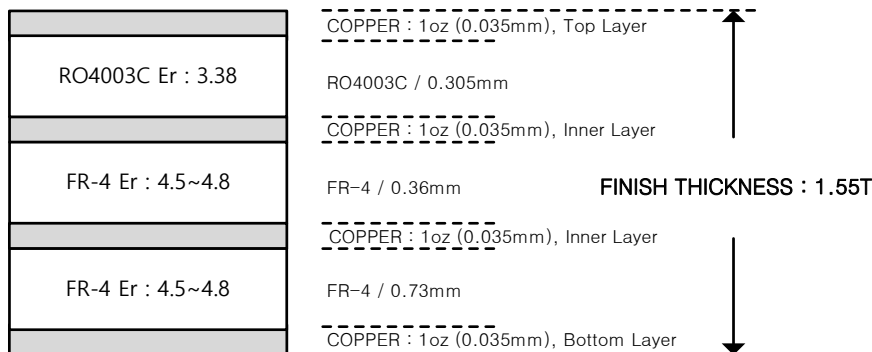 COPPER : 1oz (0.035mm), Top Layer
RO4003C Er : 3.38
RO4003C / 0.305mm
COPPER : 1oz (0.035mm), Inner Layer
FR-4 Er : 4.5~4.8
FR-4 / 0.36mm
FINISH THICKNESS : 1.55T
COPPER : 1oz (0.035mm), Inner Layer
FR-4 Er : 4.5~4.8
FR-4 / 0.73mm
COPPER : 1oz (0.035mm), Bottom Layer